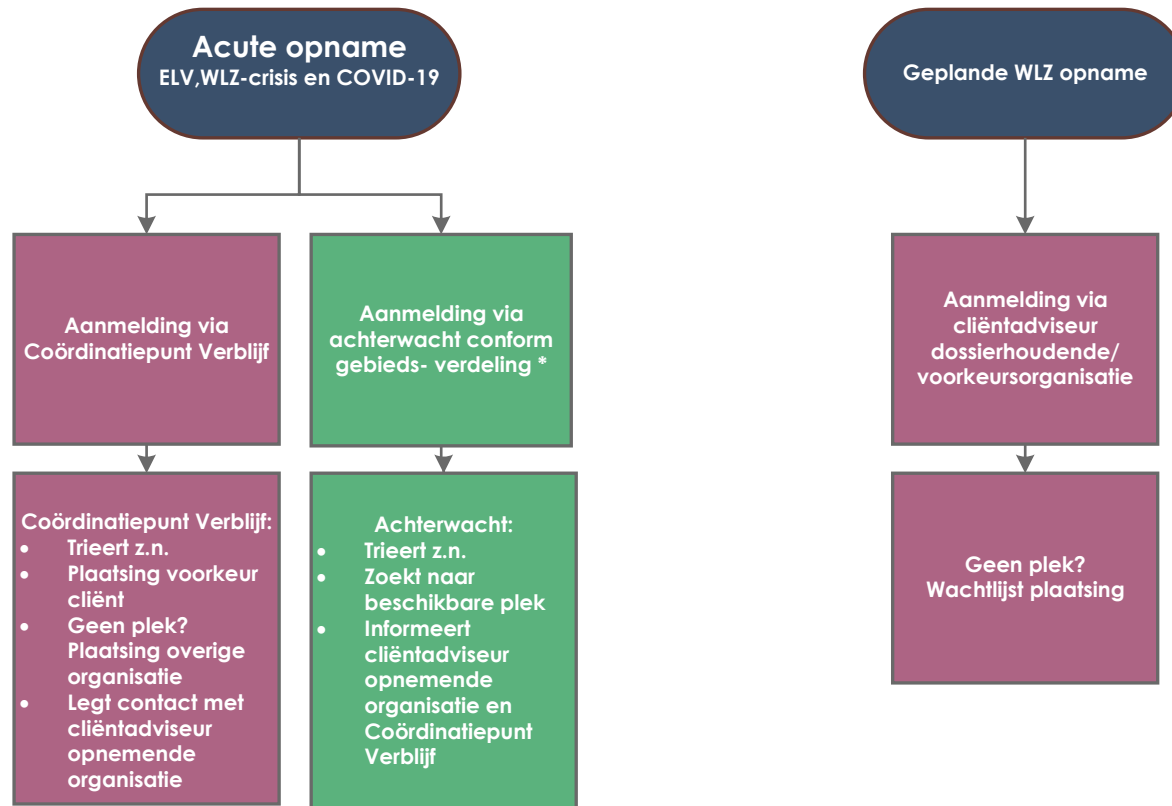 Acute opname
ELV,WLZ-crisis en COVID-19
Geplande WLZ opname
Aanmelding via
Coördinatiepunt Verblijf
Aanmelding via
achterwacht conform
gebieds- verdeling *
Aanmelding via
cliëntadviseur
dossierhoudende/
voorkeursorganisatie
Coördinatiepunt Verblijf:
• Trieert z.n.
• Plaatsing voorkeur
cliënt
• Geen plek?
Plaatsing overige
organisatie
• Legt contact met
cliëntadviseur
opnemende
organisatie
Achterwacht:
• Trieert z.n.
• Zoekt naar
beschikbare plek
• Informeert
cliëntadviseur
opnemende
organisatie en
Coördinatiepunt
Verblijf
Geen plek?
Wachtlijst plaatsing